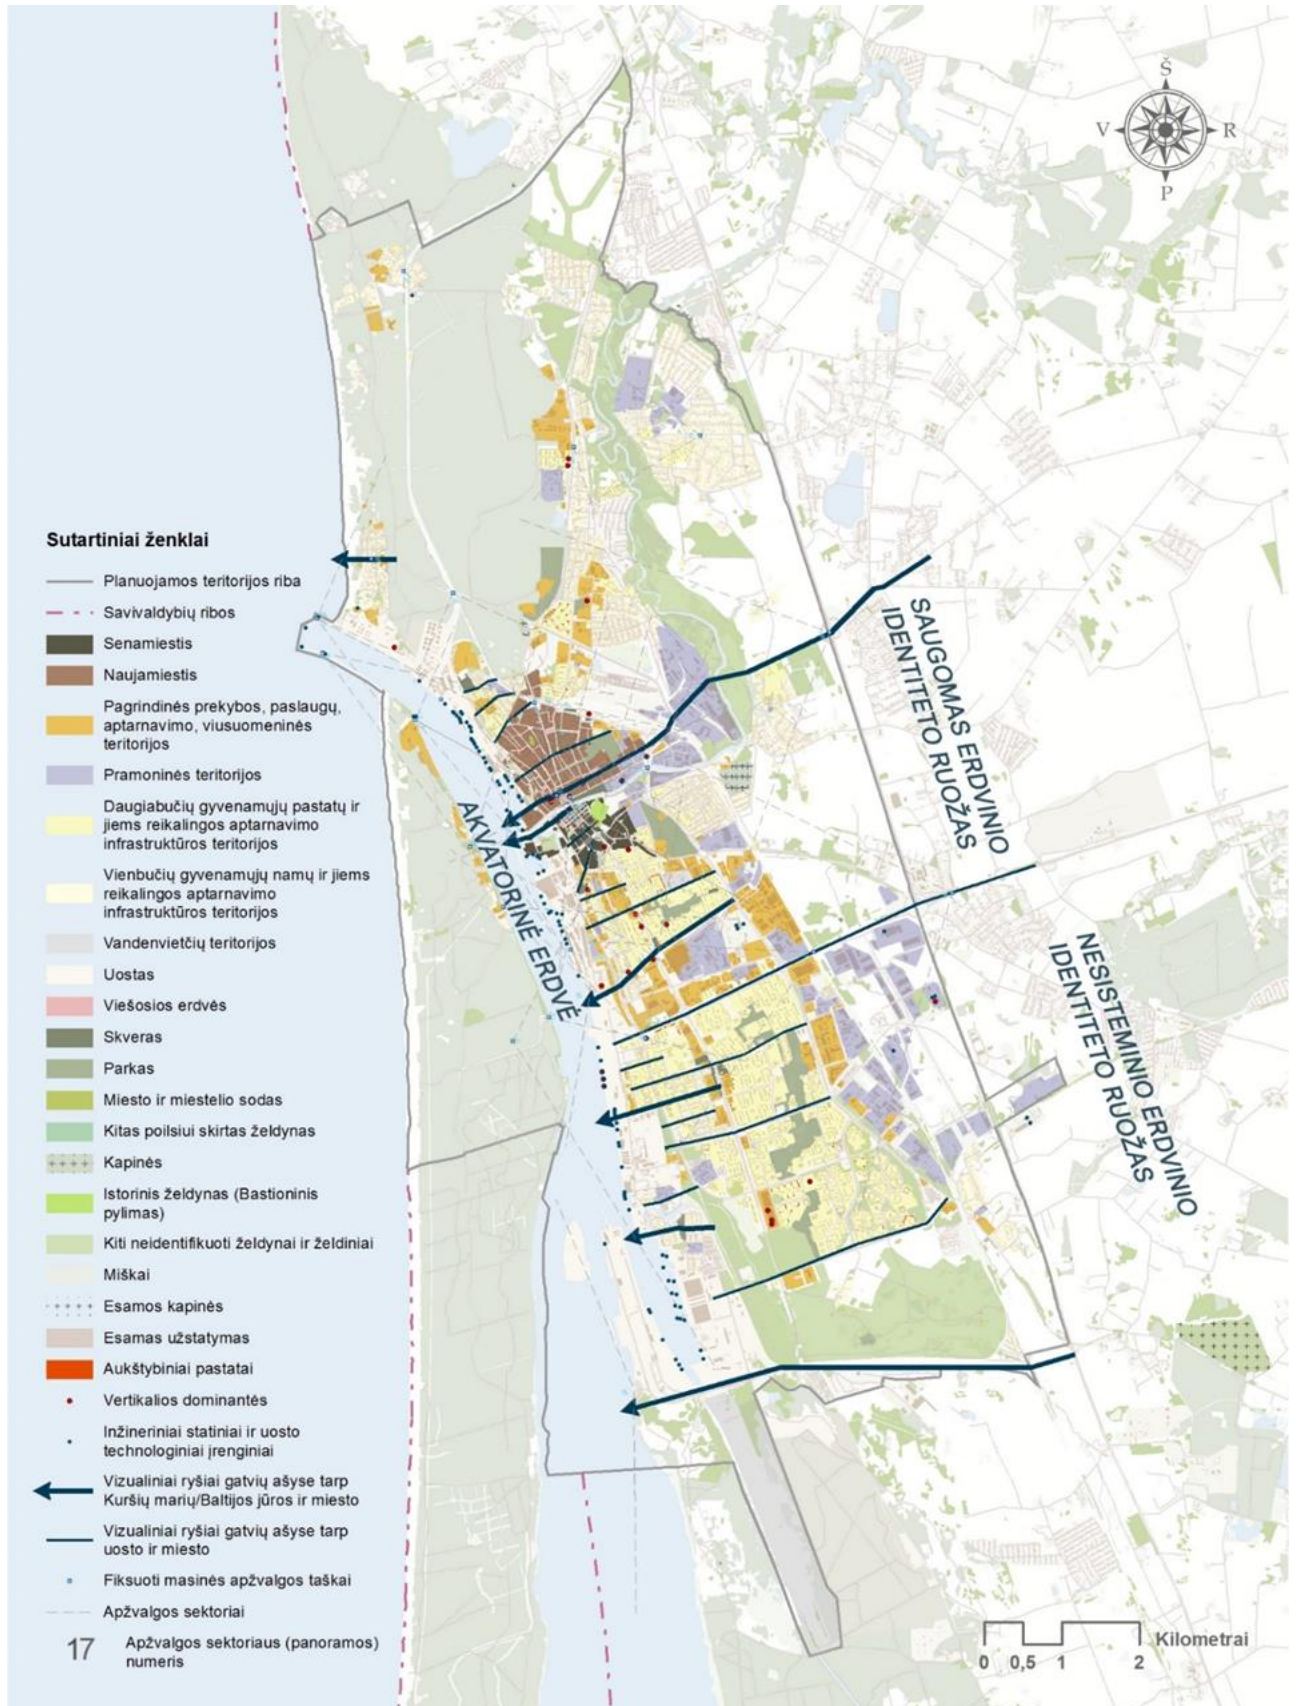 Š
V
R
P
Sutartiniai ženklai
Planuojamos teritorijos riba
Savivaldybių ribos
Senamiestis
Naujamiestis
Pagrindinės prekybos, paslaugų,
aptarnavimo, viusuomeninės
teritorijos
Pramoninės teritorijos
Daugiabučių gyvenamųjų pastatų ir
jiems reikalingos aptarnavimo
infrastruktūros teritorijos
Vienbučių gyvenamųjų namų ir jiems
reikalingos aptarnavimo
infrastruktūros teritorijos
Vandenviečių teritorijos
Uostas
Viešosios erdvės
Skveras
Parkas
Miesto ir miestelio sodas
Kitas poilsiui skirtas želdynas
Kapinės
Istorinis želdynas (Bastioninis
pylimas)
Kiti neidentifikuoti želdynai ir želdiniai
Miškai
Esamos kapinės
Esamas užstatymas
Aukštybiniai pastatai
Vertikalios dominantės
Inžineriniai statiniai ir uosto
technologiniai įrenginiai
Vizualiniai ryšiai gatvių ašyse tarp
Kuršių marių/Baltijos jūros ir miesto
Vizualiniai ryšiai gatvių ašyse tarp
uosto ir miesto
Fiksuoti masinės apžvalgos taškai
Apžvalgos sektoriai
17 Apžvalgos sektoriaus (panoramos)
numeris
AKVATORINĖ ERDVĖ
SAUGOMAS ERDVINIO
IDENTITETO RUOŽAS
NESISTEMINIO ERDVINIO
IDENTITETO RUOŽAS
Kilometrai
0 0,5 1 2